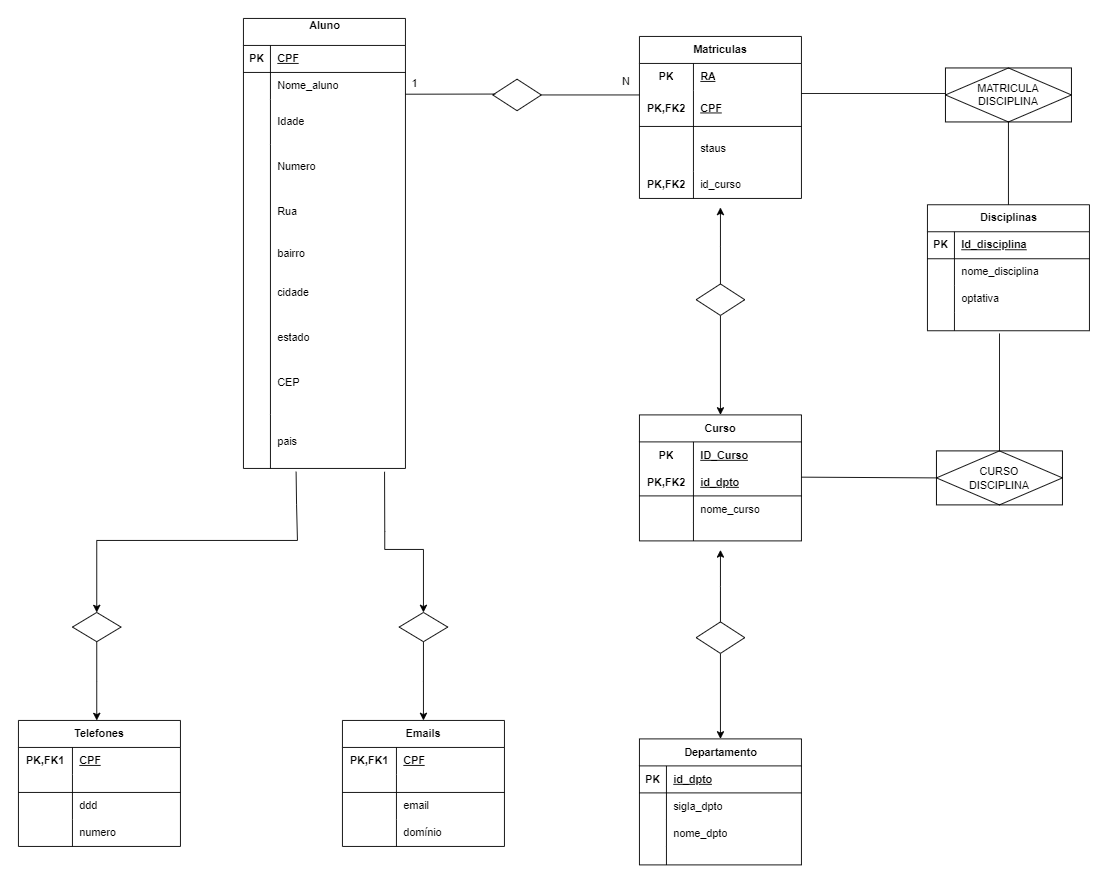 Aluno
PK CPF
Nome_aluno
Idade
Numero
Rua
bairro
cidade
estado
CEP
pais
1
N
Matriculas
PK RA
PK,FK2 CPF
staus
PK,FK2 id_curso
MATRICULA
DISCIPLINA
Disciplinas
PK Id_disciplina
nome_disciplina
optativa
Curso
PK ID_Curso
PK,FK2 id_dpto
nome_curso
CURSO
DISCIPLINA
Telefones
PK,FK1 CPF
ddd
numero
Emails
PK,FK1 CPF
email
domínio
Departamento
PK id_dpto
sigla_dpto
nome_dpto